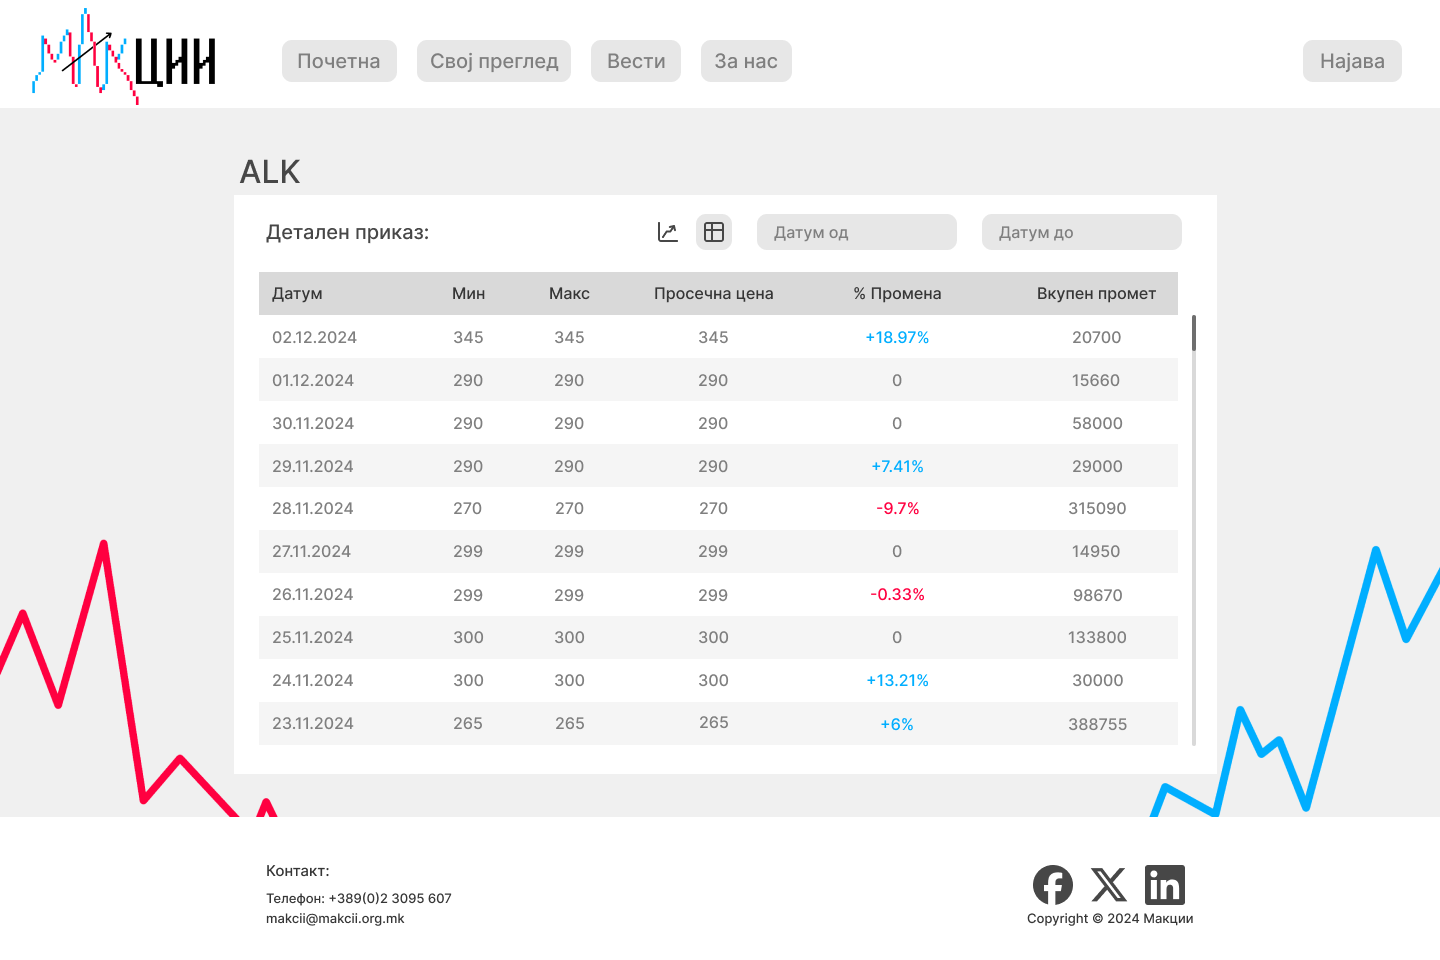 МАКции
Почетна Свој преглед Вести За нас Најава
ALK
Детален приказ: Датум од Датум до
Датум Мин Макс Просечна цена % Промена Вкупен промет
02.12.2024 345 345 345 +18.97% 20700
01.12.2024 290 290 290 0 15660
30.11.2024 290 290 290 0 58000
29.11.2024 290 290 290 +7.41% 29000
28.11.2024 270 270 270 -9.7% 315090
27.11.2024 299 299 299 0 14950
26.11.2024 299 299 299 -0.33% 98670
25.11.2024 300 300 300 0 133800
24.11.2024 300 300 300 +13.21% 30000
23.11.2024 265 265 265 +6% 388755
Контакт:
Телефон: +389(0)2 3095 607
makcii@makcii.org.mk
Copyright © 2024 Макции